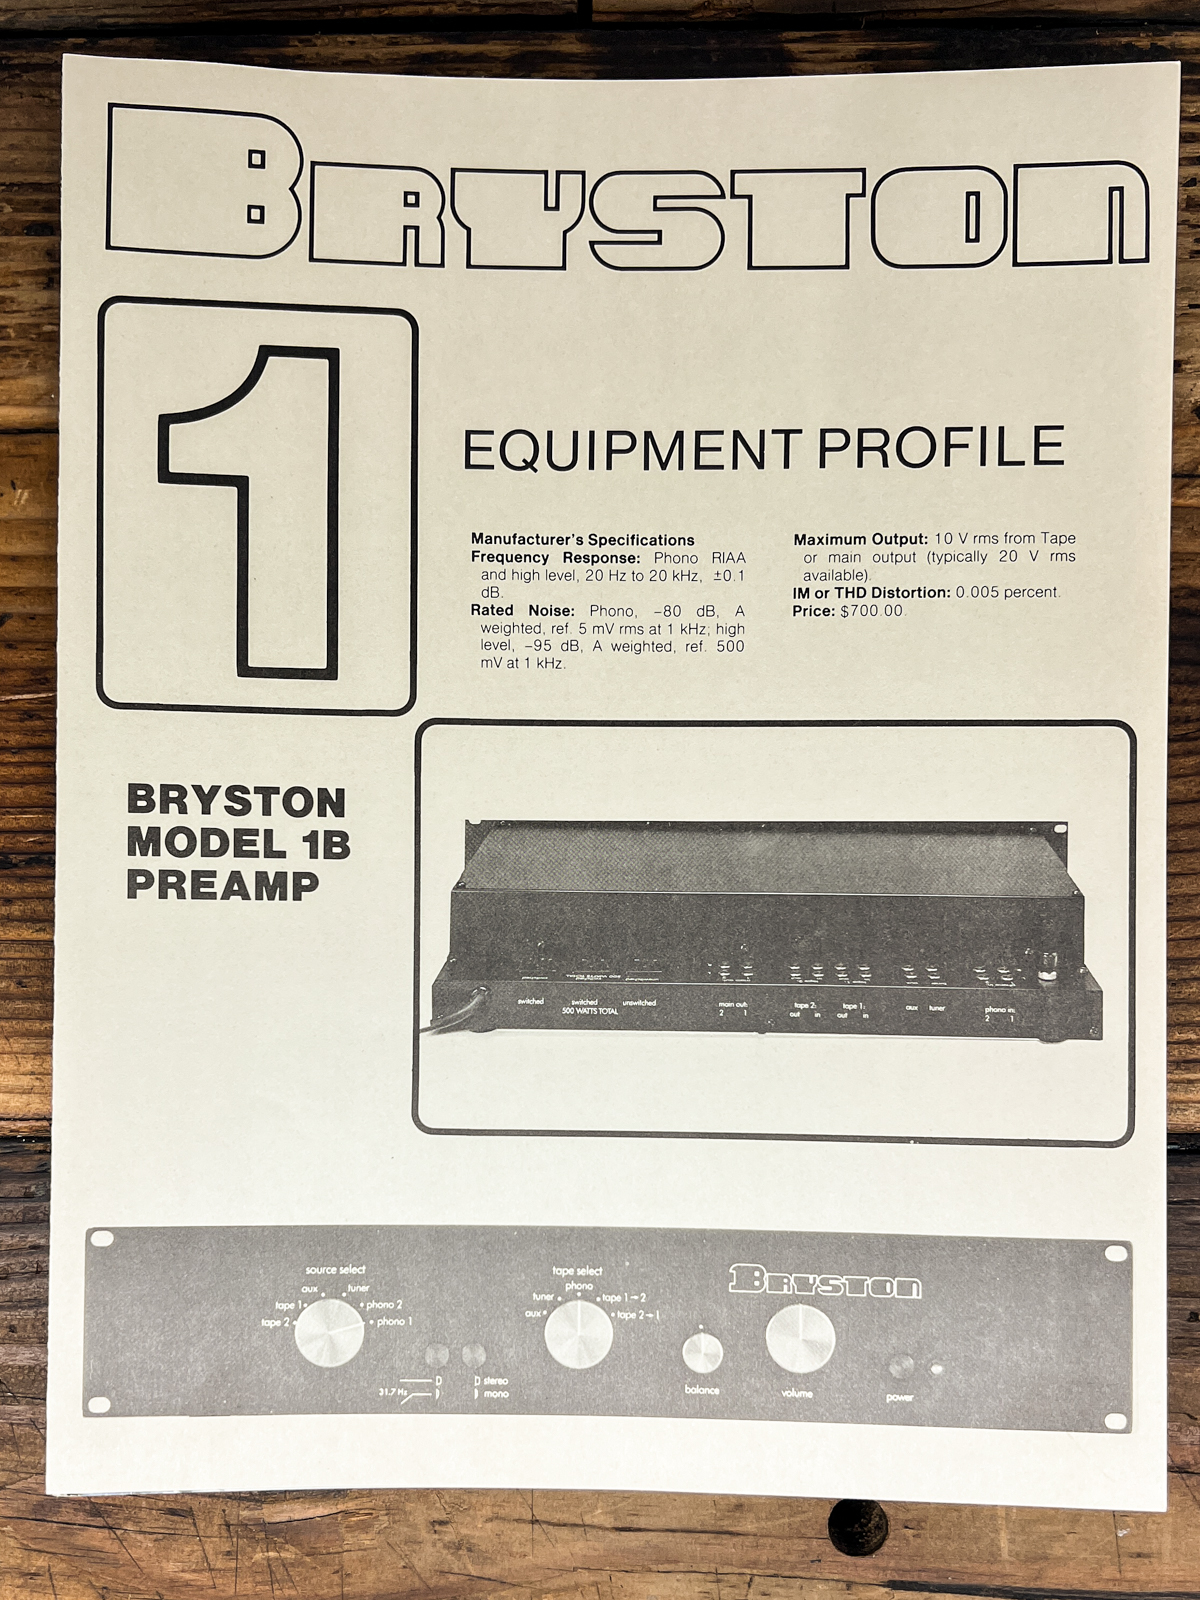 BRYSTON
1
EQUIPMENT PROFILE
Manufacturer's Specifications
Frequency Response: Phono RIAA
and high level, 20 Hz to 20 kHz, ±0.1
dB.
Rated Noise: Phono, –80 dB, A
weighted, ref. 5 mV rms at 1 kHz; high
level, –95 dB, A weighted, ref. 500
mV at 1 kHz.
Maximum Output: 10 V rms from Tape
or main output (typically 20 V rms
available).
IM or THD Distortion: 0.005 percent.
Price: $700.00.
BRYSTON
MODEL 1B
PREAMP
switched switched unswitched main out: tape 2: tape 1: aux tuner phono in:
500 WATTS TOTAL 2 1 out in out in 2 1
source select
aux tuner
tape 1 phono 2
tape 2 phono 1
31.7 Hz
stereo
mono
tape select
phono
tuner tape 1→2
aux tape 2→1
balance
BRYSTON
volume
power